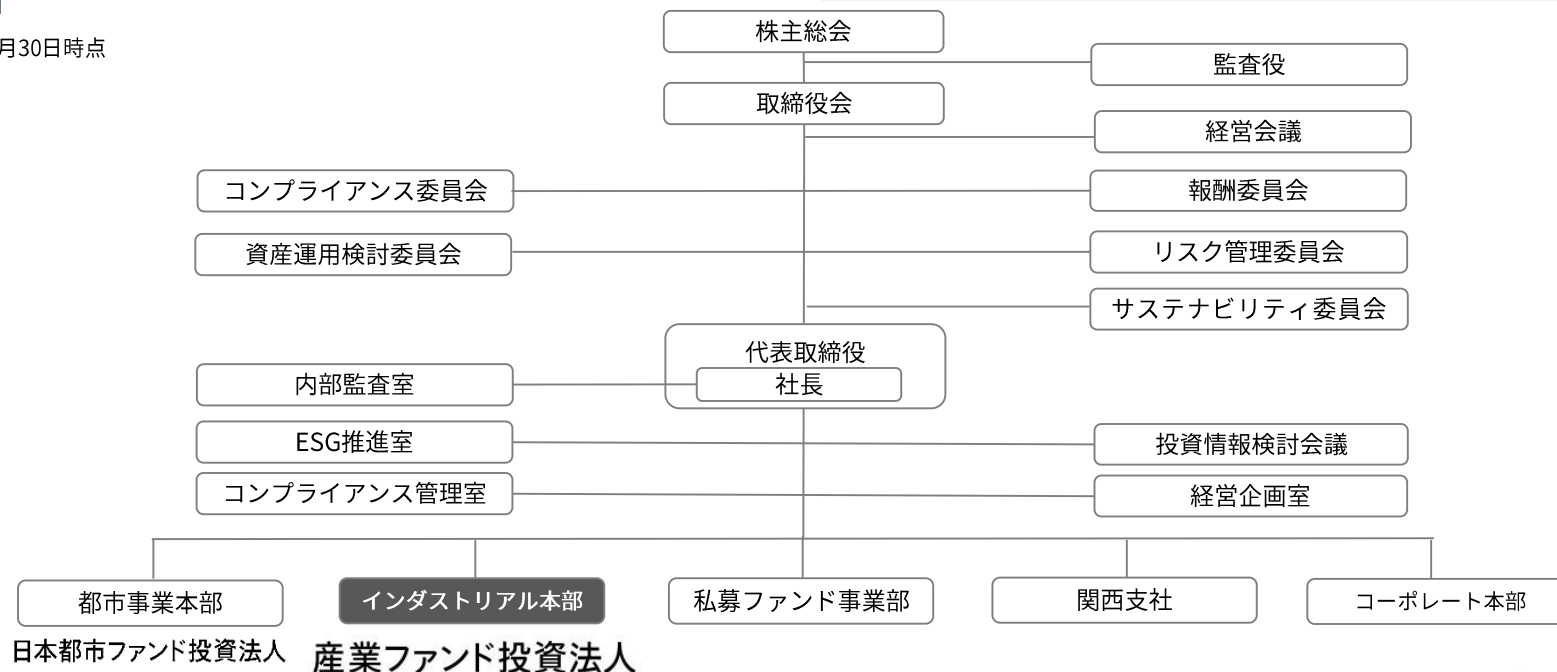 月30日時点
株主総会
監査役
取締役会
経営会議
コンプライアンス委員会
報酬委員会
資産運用検討委員会
リスク管理委員会
サステナビリティ委員会
代表取締役
社長
内部監査室
ESG推進室
投資情報検討会議
コンプライアンス管理室
経営企画室
都市事業本部
インダストリアル本部
私募ファンド事業部
関西支社
コーポレート本部
日本都市ファンド投資法人
産業ファンド投資法人